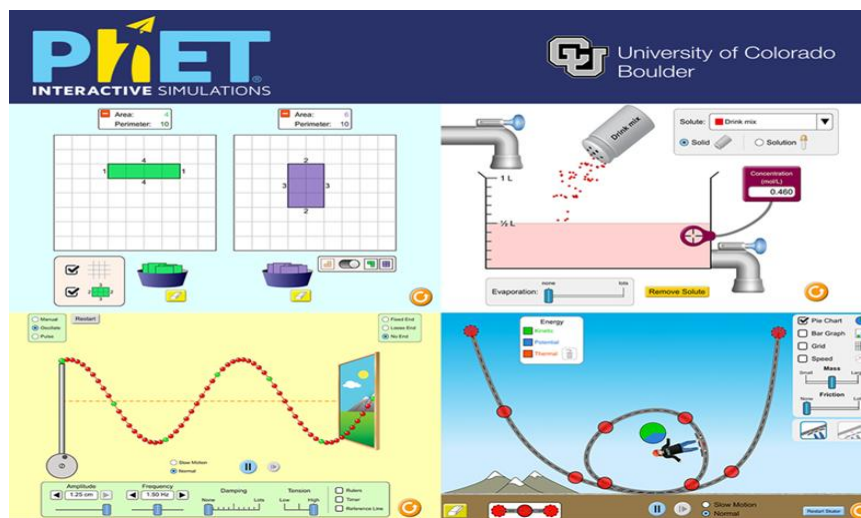 PhET
INTERACTIVE SIMULATIONS
CU
University of Colorado
Boulder
Area: 4
Perimeter: 10
Area: 6
Perimeter: 10
4
1
1
4
2
3
3
2
Drink mix
Solute: Drink mix
Solid
Solution
1 L
½ L
Concentration
(mol/L)
0.460
Evaporation:
none
lots
Remove Solute
Manual
Oscillate
Pulse
Restart
Fixed End
Loose End
No End
Slow Motion
Normal
Amplitude
1.25 cm
Frequency
1.50 Hz
Damping
None
Lots
Tension
Low
High
Rulers
Timer
Reference Line
Energy
Kinetic
Potential
Thermal
Pie Chart
Bar Graph
Grid
Speed
Mass
Small
Friction
None
Slow Motion
Normal
Restart Skater